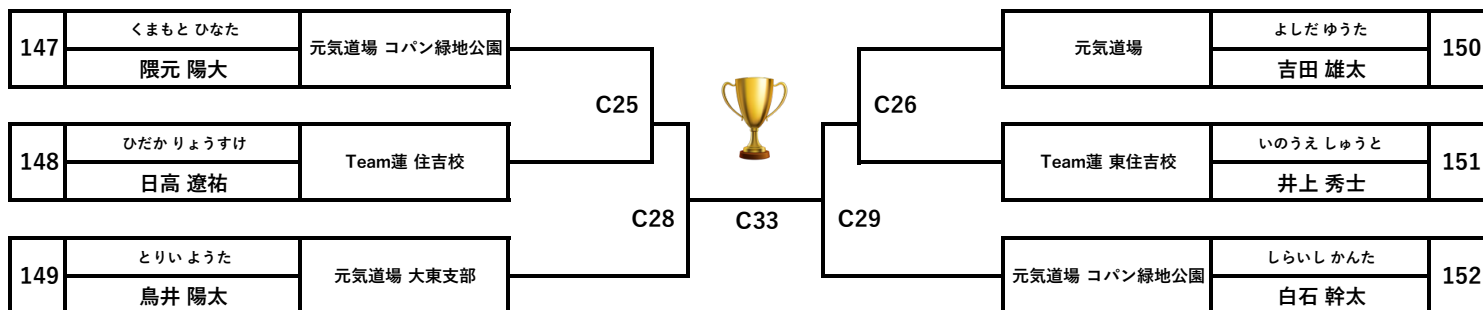 147
くまもと ひなた
隈元 陽大
元気道場 コパン緑地公園
148
ひだか りょうすけ
日高 遼祐
Team蓮 住吉校
149
とりい ようた
鳥井 陽太
元気道場 大東支部
C25
C28
C33
C26
C29
元気道場
よしだ ゆうた
吉田 雄太
150
Team蓮 東住吉校
いのうえ しゅうと
井上 秀士
151
元気道場 コパン緑地公園
しらいし かんた
白石 幹太
152